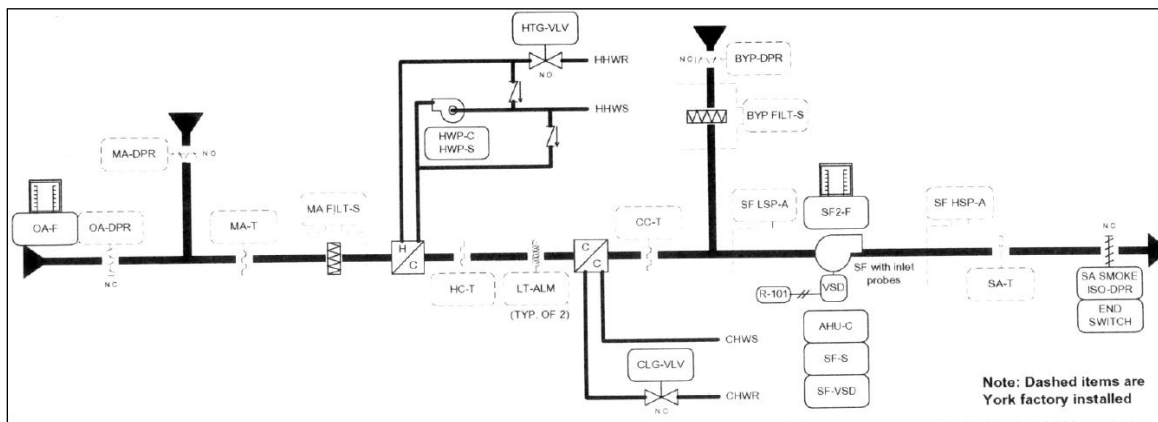 HTG-VLV
NO
HHWR
NC
BYP-DPR
HHWS
BYP FILT-S
HWP-C
HWP-S
MA-DPR
NO
OA-F
OA-DPR
NC
MA-T
MA FILT-S
H
C
HC-T
LT-ALM
(TYP. OF 2)
C
C
CC-T
SF LSP-A
SF2-F
SF with inlet
probes
R-101
VSD
SF HSP-A
SA-T
NC
SA SMOKE
ISO-DPR
END
SWITCH
CHWS
CLG-VLV
NC
CHWR
AHU-C
SF-S
SF-VSD
Note: Dashed items are
York factory installed